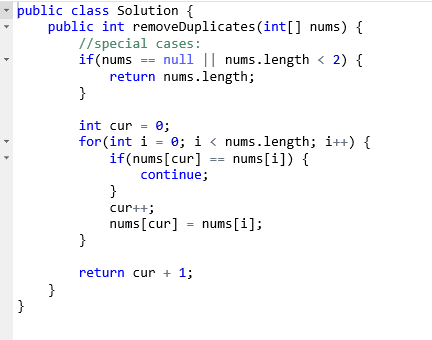 public class Solution {
    public int removeDuplicates(int[] nums) {
        //special cases:
        if(nums == null || nums.length < 2) {
            return nums.length;
        }
        int cur = 0;
        for(int i = 0; i < nums.length; i++) {
            if(nums[cur] == nums[i]) {
                continue;
            }
            cur++;
            nums[cur] = nums[i];
        }
        return cur + 1;
    }
}